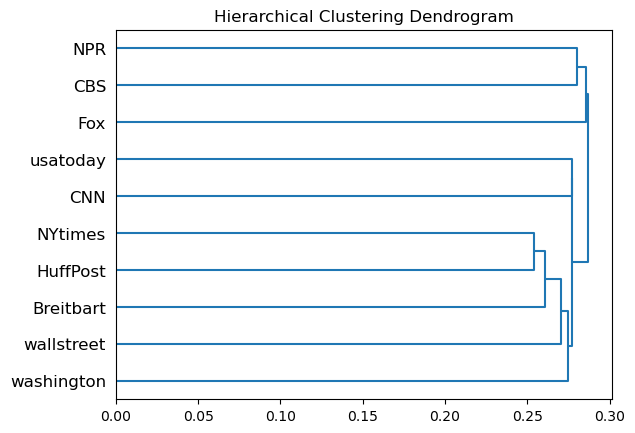 Hierarchical Clustering Dendrogram
NPR
CBS
Fox
usatoday
CNN
NYtimes
HuffPost
Breitbart
wallstreet
washington
0.00 0.05 0.10 0.15 0.20 0.25 0.30